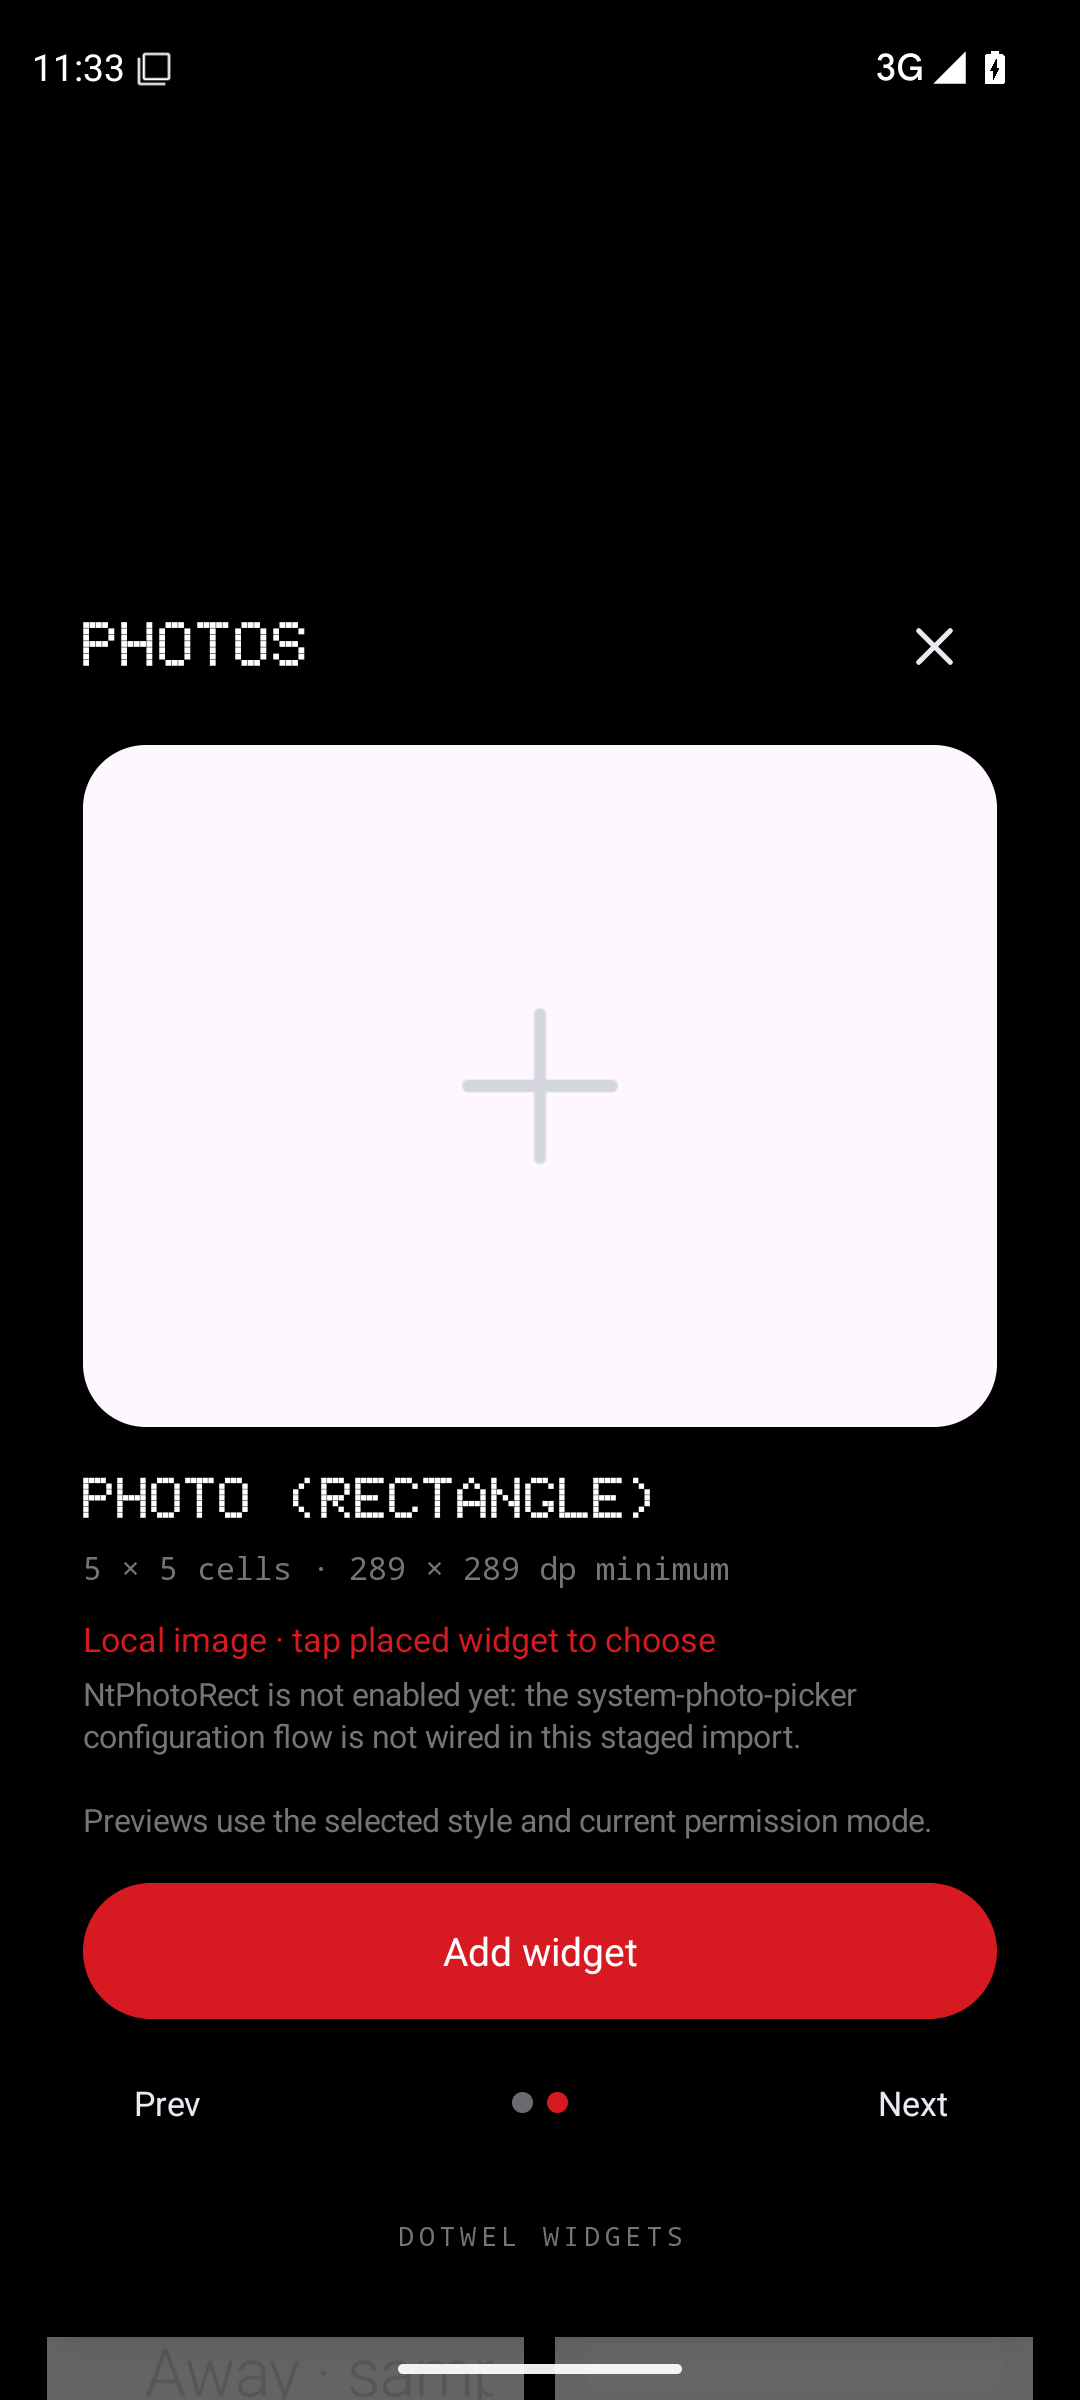 11:33
3G
PHOTOS
PHOTO (RECTANGLE)
5 × 5 cells · 289 × 289 dp minimum
Local image · tap placed widget to choose
NtPhotoRect is not enabled yet: the system-photo-picker
configuration flow is not wired in this staged import.
Previews use the selected style and current permission mode.
Add widget
Prev
Next
DOTWEL WIDGETS
Away ·